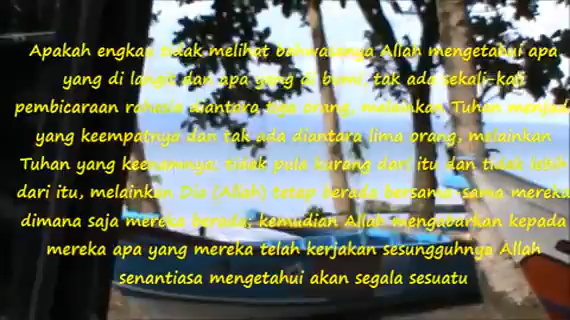 Apakah engkau tidak melihat bahwasanya Allah mengetahui apa
yang di langit dan apa yang di bumi, tak ada sekali-kali
pembicaraan rahasia diantara tiga orang, melainkan Tuhan menjadi
yang keempatnya dan tak ada diantara lima orang, melainkan
Tuhan yang keenamnya; tidak pula kurang dari itu dan tidak lebih
dari itu, melainkan Dia (Allah) tetap berada bersama-sama mereka
dimana saja mereka berada; kemudian Allah mengabarkan kepada
mereka apa yang mereka telah kerjakan sesungguhnya Allah
senantiasa mengetahui akan segala sesuatu